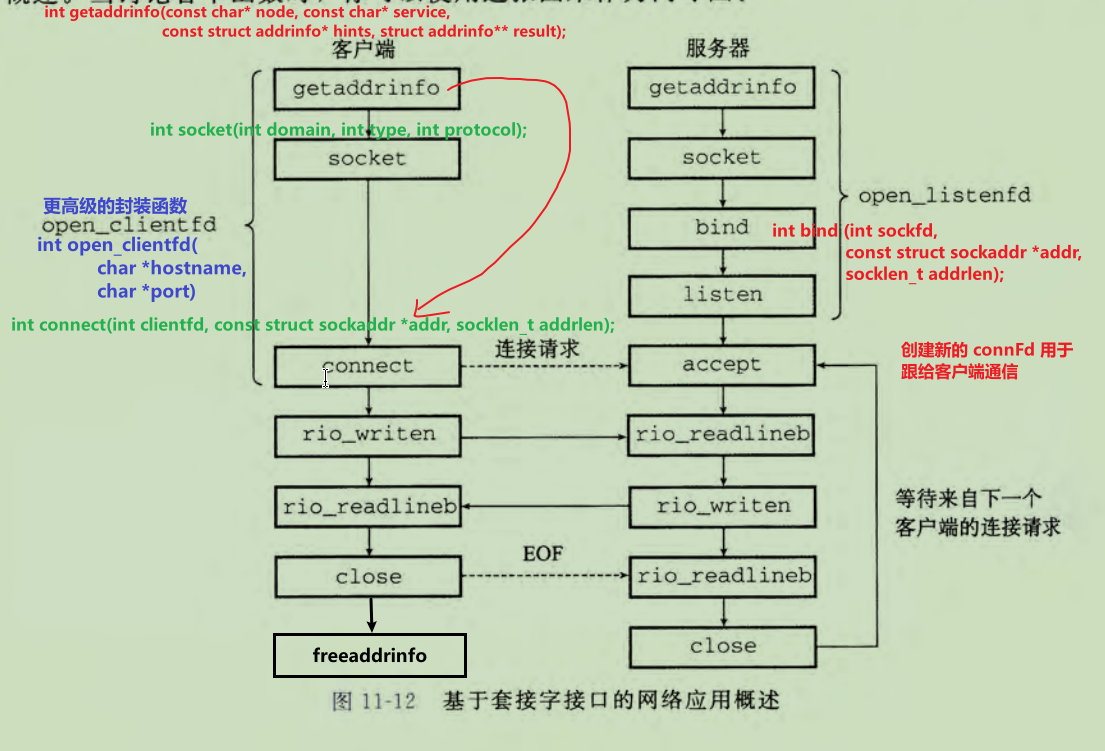 int getaddrinfo(const char* node, const char* service,
const struct addrinfo* hints, struct addrinfo** result);
客户端
服务器
getaddrinfo
getaddrinfo
int socket(int domain, int type, int protocol);
socket
socket
更高级的封装函数
open_clientfd
open_listenfd
int open_clientfd(
char *hostname,
char *port)
bind
int bind (int sockfd,
const struct sockaddr *addr,
socklen_t addrlen);
listen
int connect(int clientfd, const struct sockaddr *addr, socklen_t addrlen);
连接请求
connect
accept
创建新的 connFd 用于
跟给客户端通信
rio_writen
rio_readlineb
rio_readlineb
rio_writen
等待来自下一个
客户端的连接请求
EOF
close
rio_readlineb
freeaddrinfo
close
图 11-12 基于套接字接口的网络应用概述